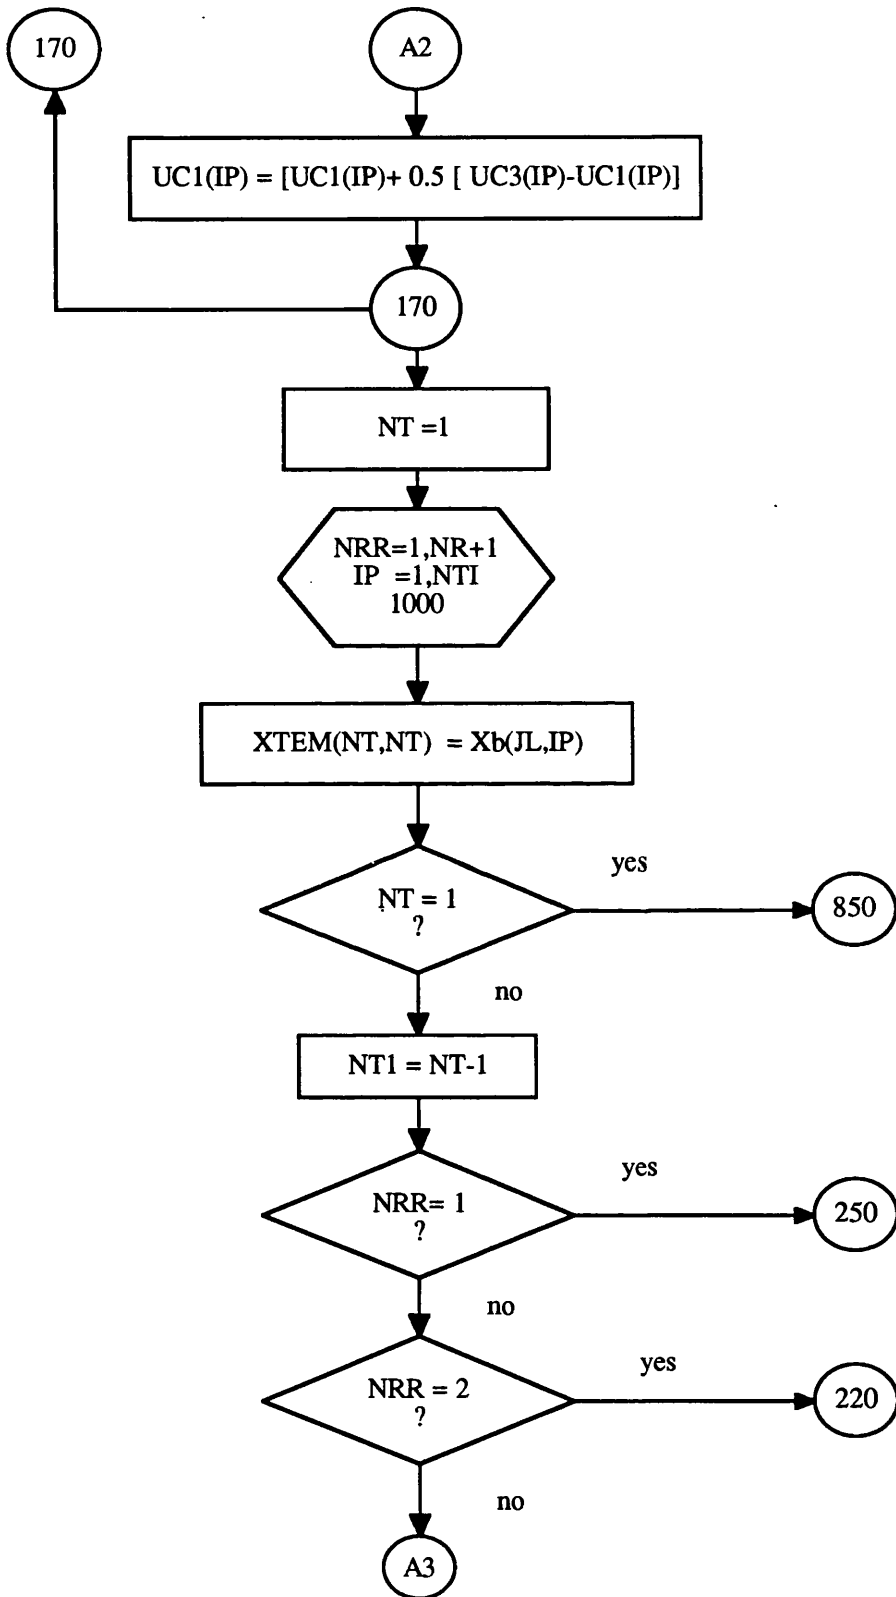 170
A2
UC1(IP) = [UC1(IP)+ 0.5 [ UC3(IP)-UC1(IP)]
170
NT =1
NRR=1,NR+1
IP =1,NTI
1000
XTEM(NT,NT) = Xb(JL,IP)
NT = 1
?
yes
850
no
NT1 = NT-1
NRR= 1
?
yes
250
no
NRR = 2
?
yes
220
no
A3